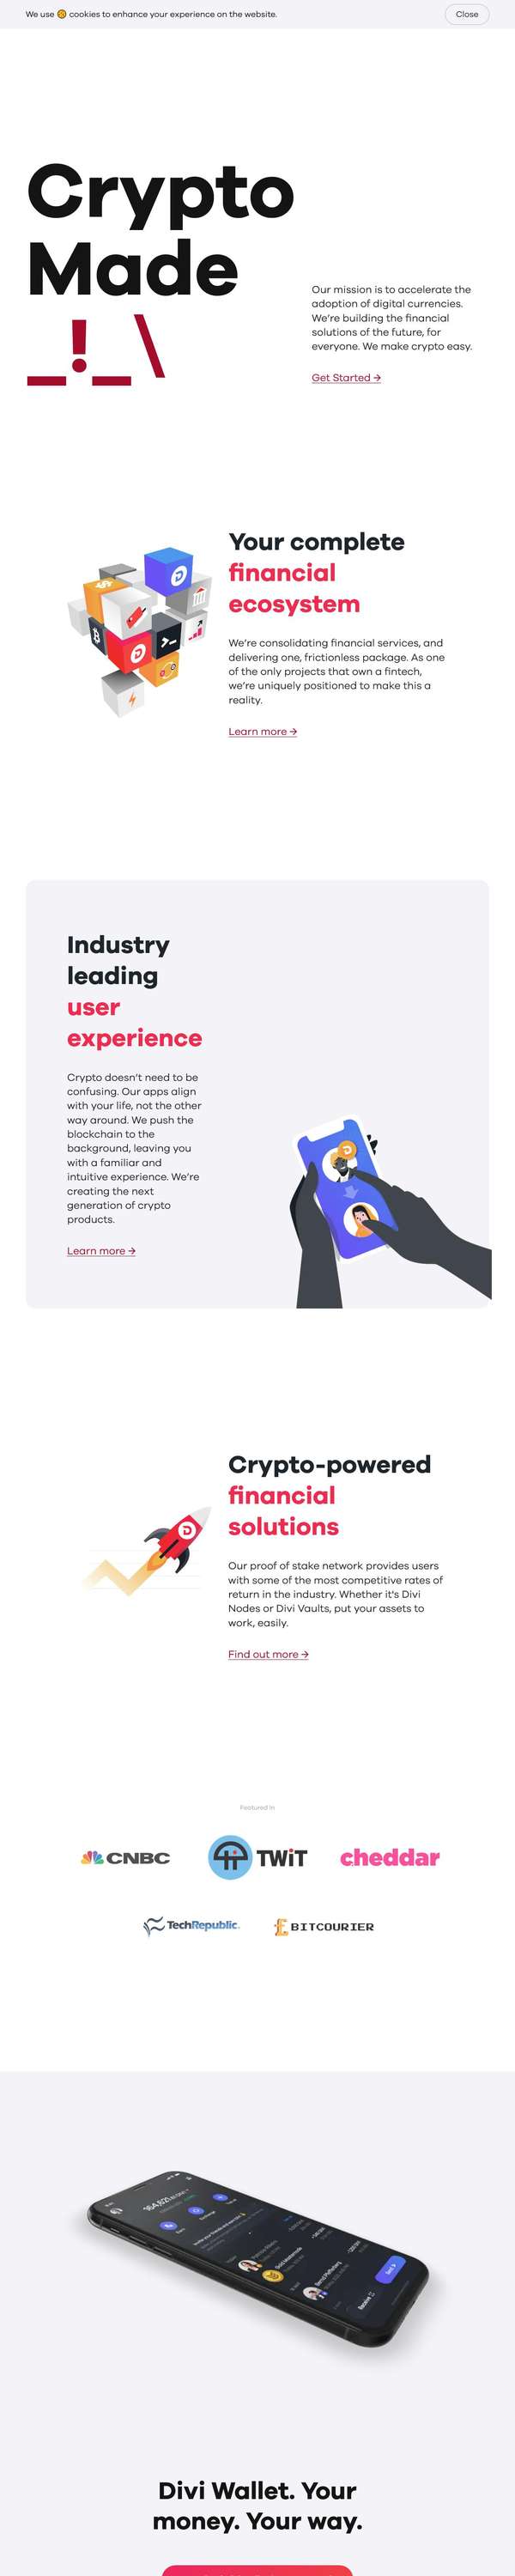 We use 🍪 cookies to enhance your experience on the website.
Close
Crypto
Made
_!_\
Our mission is to accelerate the
adoption of digital currencies.
We're building the financial
solutions of the future, for
everyone. We make crypto easy.
Get Started →
Your complete
financial
ecosystem
We're consolidating financial services, and
delivering one, frictionless package. As one
of the only projects that own a fintech,
we're uniquely positioned to make this a
reality.
Learn more →
Industry
leading
user
experience
Crypto doesn't need to be
confusing. Our apps align
with your life, not the other
way around. We push the
blockchain to the
background, leaving you
with a familiar and
intuitive experience. We're
creating the next
generation of crypto
products.
Learn more →
Crypto-powered
financial
solutions
Our proof of stake network provides users
with some of the most competitive rates of
return in the industry. Whether it's Divi
Nodes or Divi Vaults, put your assets to
work, easily.
Find out more →
Featured in
CNBC
TWiT
cheddar
TechRepublic.
BITCOURIER
Divi Wallet. Your
money. Your way.